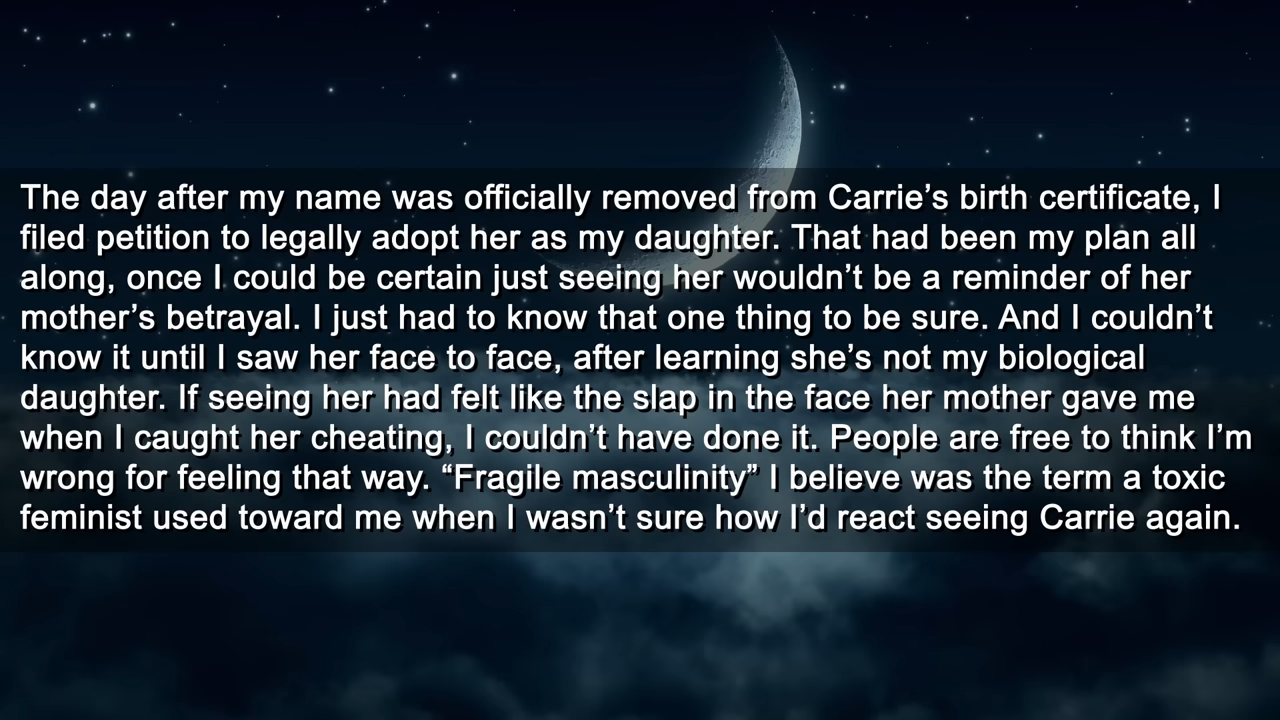 The day after my name was officially removed from Carrie’s birth certificate, I
filed petition to legally adopt her as my daughter. That had been my plan all
along, once I could be certain just seeing her wouldn’t be a reminder of her
mother’s betrayal. I just had to know that one thing to be sure. And I couldn’t
know it until I saw her face to face, after learning she’s not my biological
daughter. If seeing her had felt like the slap in the face her mother gave me
when I caught her cheating, I couldn’t have done it. People are free to think I’m
wrong for feeling that way. “Fragile masculinity” I believe was the term a toxic
feminist used toward me when I wasn’t sure how I’d react seeing Carrie again.